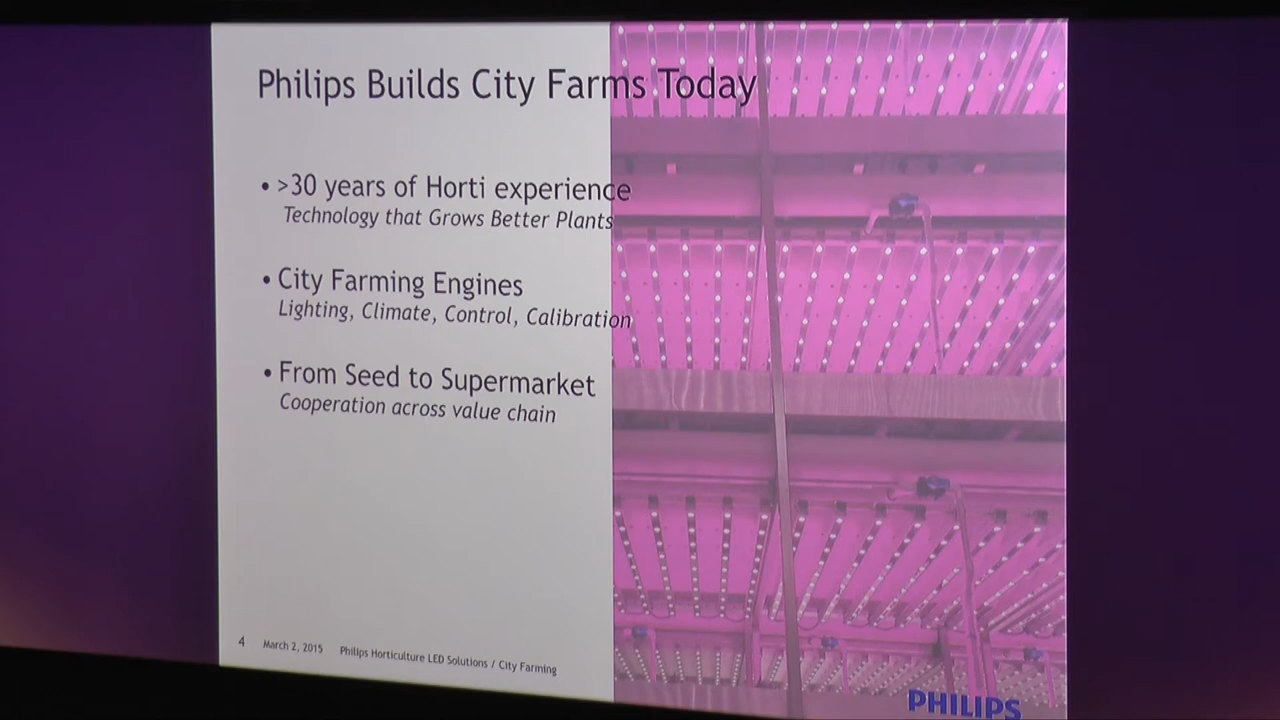 Philips Builds City Farms Today
• >30 years of Horti experience
Technology that Grows Better Plants
• City Farming Engines
Lighting, Climate, Control, Calibration
• From Seed to Supermarket
Cooperation across value chain
4 March 2, 2015 Philips Horticulture LED Solutions / City Farming
PHILIPS